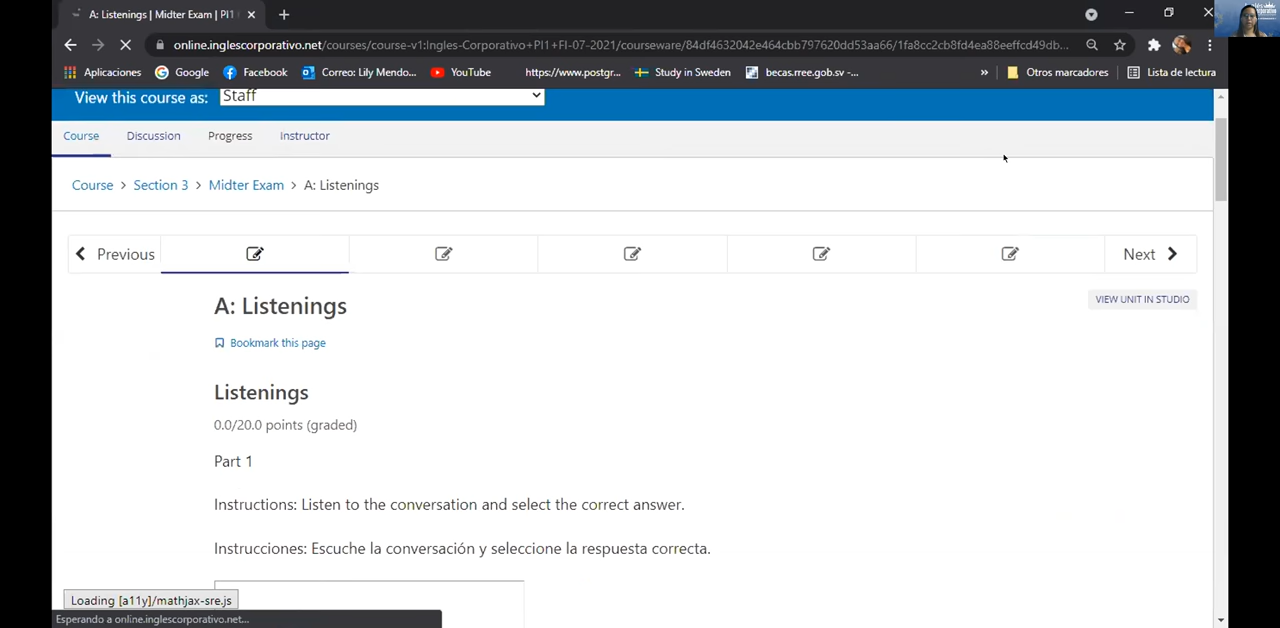 A: Listenings | Midter Exam | PI1
online.inglescorporativo.net/courses/course-v1:Ingles-Corporativo+PI1+FI-07-2021/courseware/84df4632042e464cbb797620dd53aa66/1fa8cc2cb8fd4ea88eeffcd49db...
Aplicaciones Google Facebook Correo: Lily Mendo... YouTube https://www.postgr... Study in Sweden becas.rree.gob.sv -... » Otros marcadores Lista de lectura
View this course as: Staff
Course Discussion Progress Instructor
Course > Section 3 > Midter Exam > A: Listenings
Previous Next
A: Listenings
VIEW UNIT IN STUDIO
Bookmark this page
Listenings
0.0/20.0 points (graded)
Part 1
Instructions: Listen to the conversation and select the correct answer.
Instrucciones: Escuche la conversación y seleccione la respuesta correcta.
Loading [a11y]/mathjax-sre.js
Esperando a online.inglescorporativo.net...